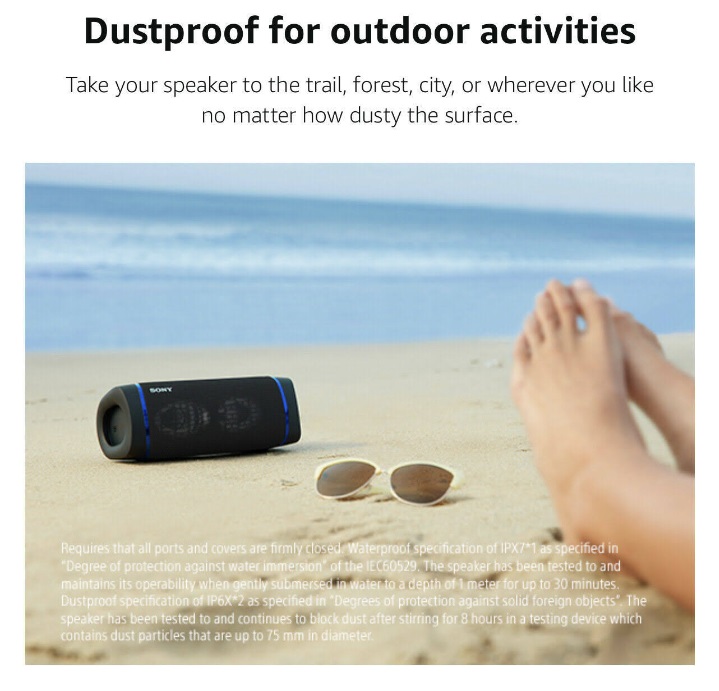 Dustproof for outdoor activities
Take your speaker to the trail, forest, city, or wherever you like
no matter how dusty the surface.
SONY
Requires that all ports and covers are firmly closed. Waterproof specification of IPX7*1 as specified in
"Degree of protection against water immersion" of the IEC60529. The speaker has been tested to and
maintains its operability when gently submersed in water to a depth of 1 meter for up to 30 minutes.
Dustproof specification of IP6X*2 as specified in "Degrees of protection against solid foreign objects". The
speaker has been tested to and continues to block dust after stirring for 8 hours in a testing device which
contains dust particles that are up to 75 mm in diameter.